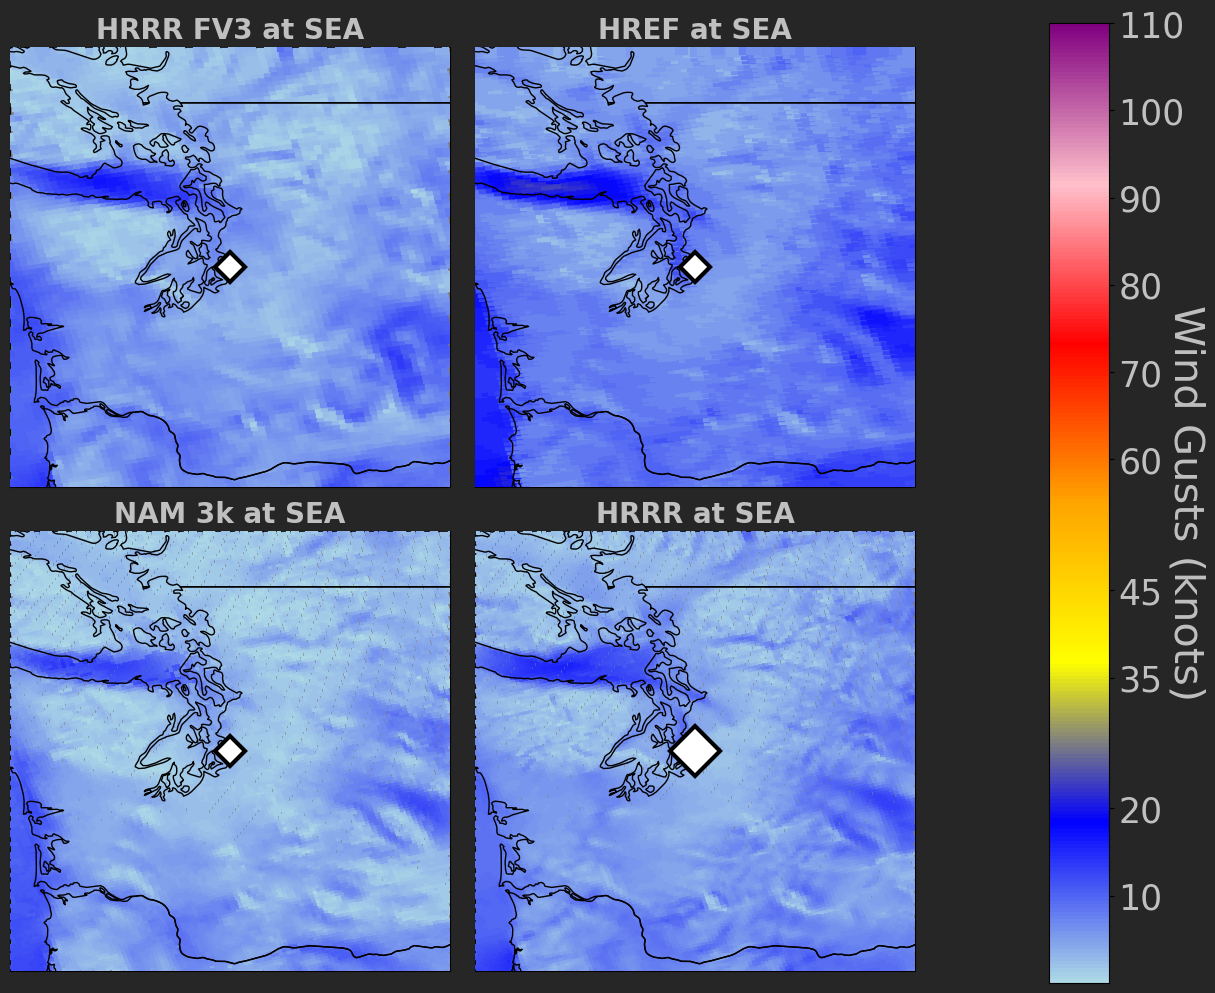 HRRR FV3 at SEA
HREF at SEA
NAM 3k at SEA
HRRR at SEA
110
100
90
80
70
60
45
35
20
10
Wind Gusts (knots)